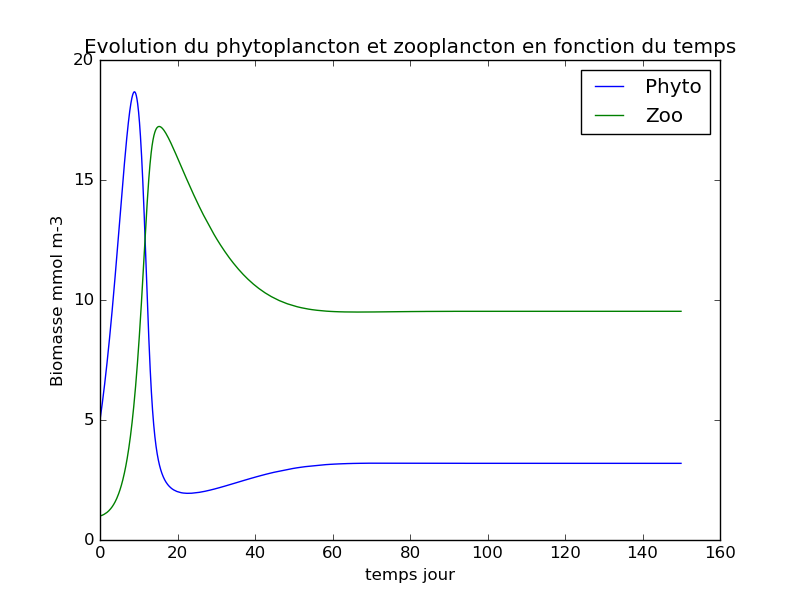 Evolution du phytoplancton et zooplancton en fonction du temps
Phyto
Zoo
Biomasse mmol m-3
20
15
10
5
0
0 20 40 60 80 100 120 140 160
temps jour